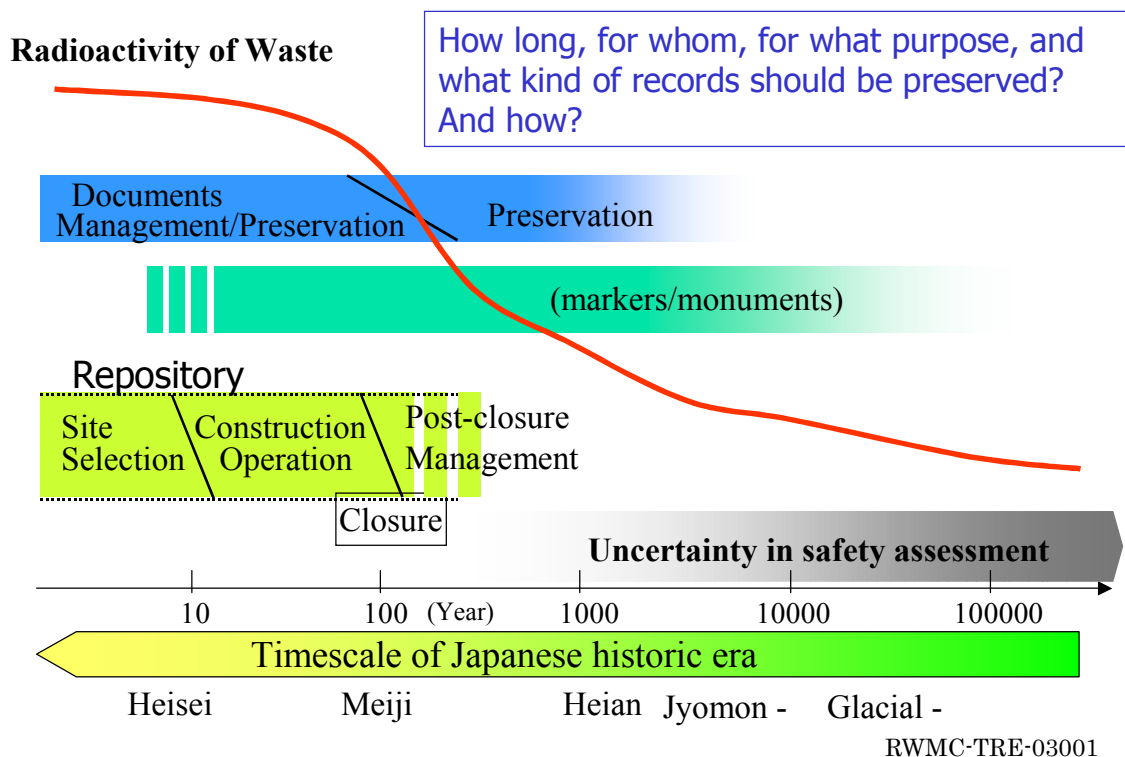 Radioactivity of Waste
How long, for whom, for what purpose, and
what kind of records should be preserved?
And how?
Documents
Management/Preservation
Preservation
(markers/monuments)
Repository
Site
Selection
Construction
Operation
Post-closure
Management
Closure
Uncertainty in safety assessment
10 100 (Year) 1000 10000 100000
Timescale of Japanese historic era
Heisei Meiji Heian Jyomon - Glacial -
RWMC-TRE-03001